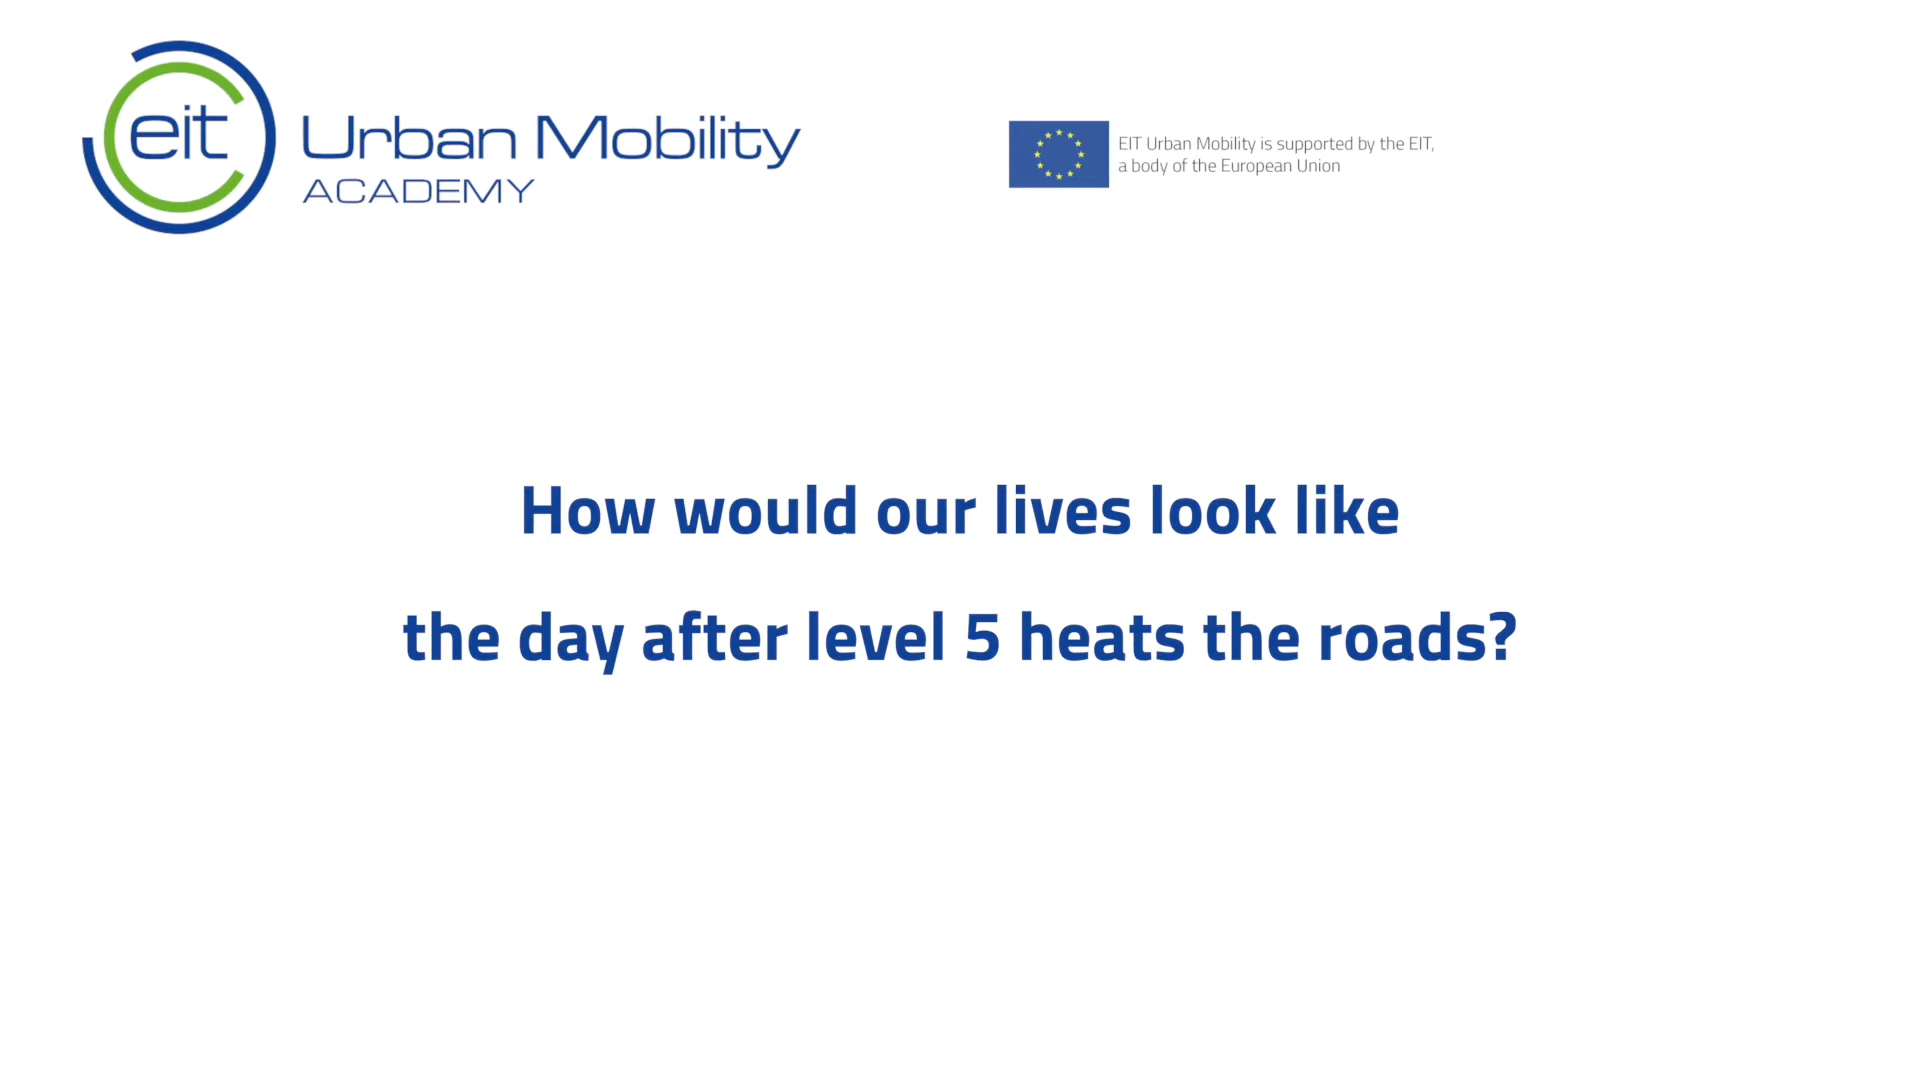 eit Urban Mobility
ACADEMY
EIT Urban Mobility is supported by the EIT,
a body of the European Union
How would our lives look like
the day after level 5 heats the roads?